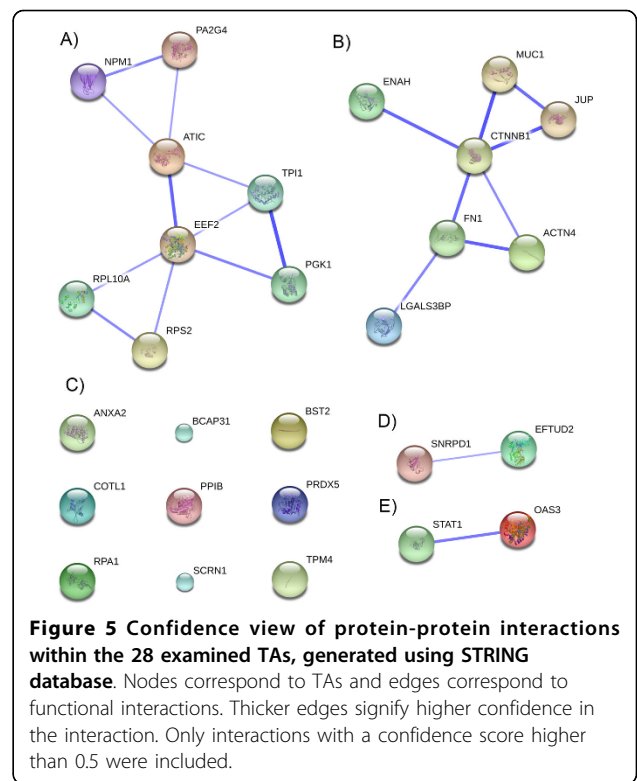 A)
PA2G4
NPM1
ATIC
TPI1
EEF2
PGK1
RPL10A
RPS2
B)
MUC1
ENAH
JUP
CTNNB1
FN1
ACTN4
LGALS3BP
C)
ANXA2
BCAP31
BST2
COTL1
PPIB
PRDX5
RPA1
SCRN1
TPM4
D)
EFTUD2
SNRPD1
E)
OAS3
STAT1
Figure 5 Confidence view of protein-protein interactions
within the 28 examined TAs, generated using STRING
database. Nodes correspond to TAs and edges correspond to
functional interactions. Thicker edges signify higher confidence in
the interaction. Only interactions with a confidence score higher
than 0.5 were included.